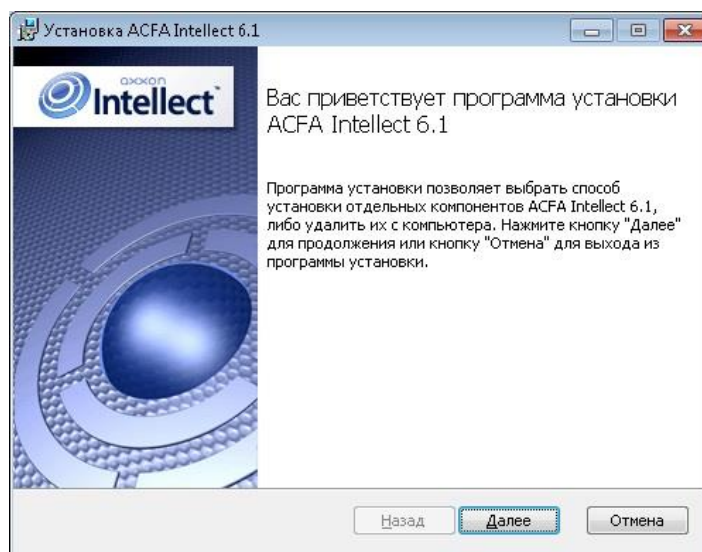 Установка ACFA Intellect 6.1
axxon
Intellect™
Вас приветствует программа установки
ACFA Intellect 6.1
Программа установки позволяет выбрать способ
установки отдельных компонентов ACFA Intellect 6.1,
либо удалить их с компьютера. Нажмите кнопку "Далее"
для продолжения или кнопку "Отмена" для выхода из
программы установки.
Назад
Далее
Отмена